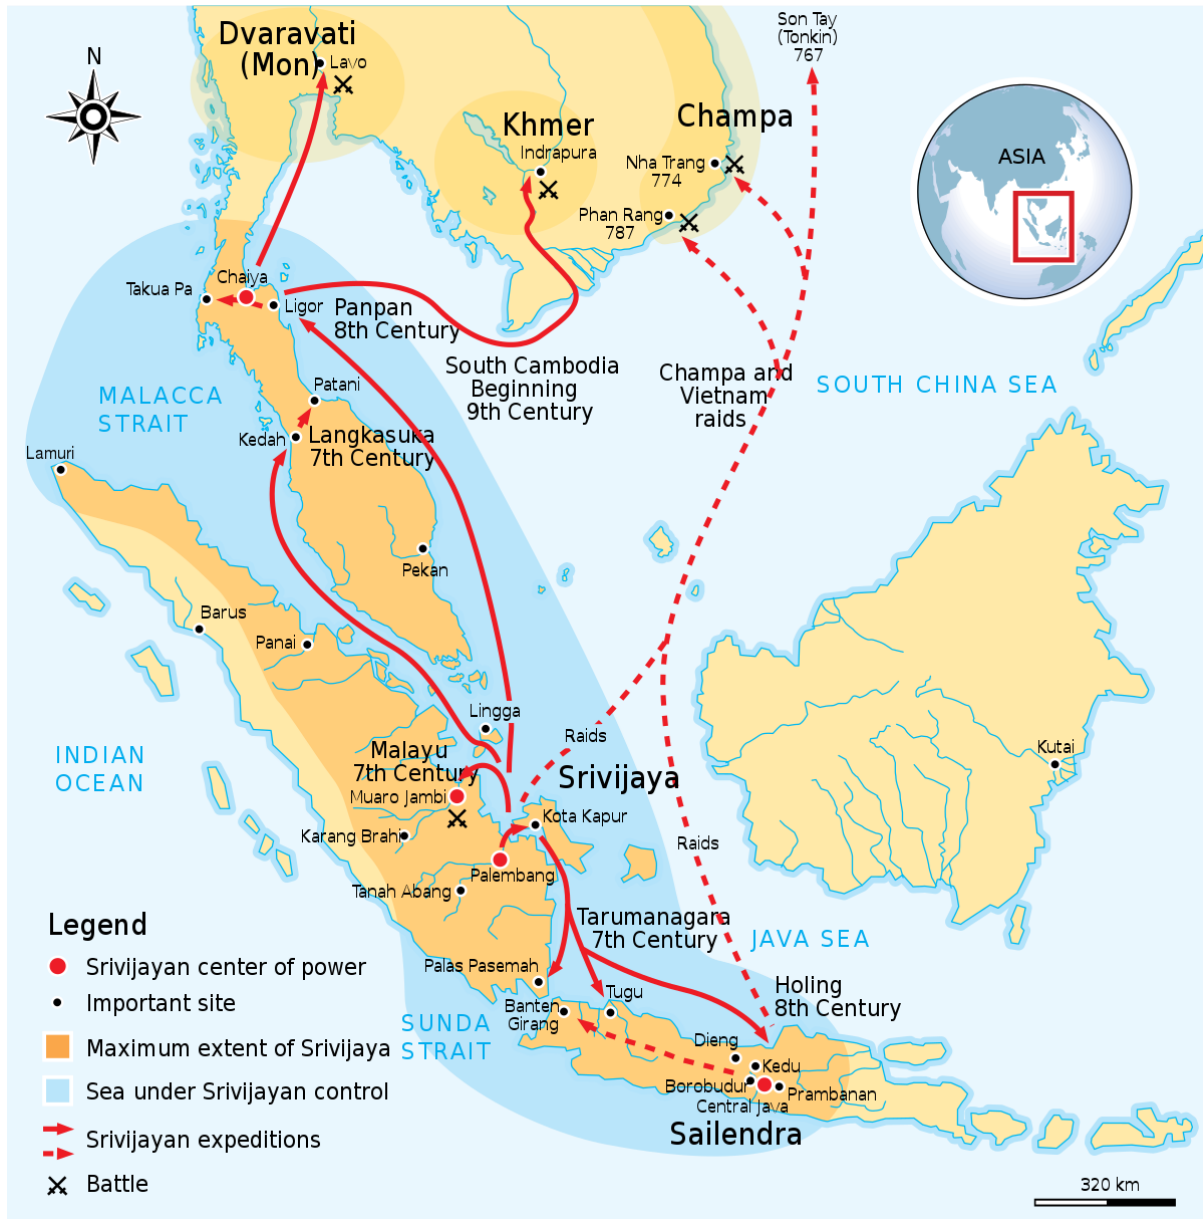 Son Tay
(Tonkin)
767
Dvaravati
(Mon)
Lavo
N
Khmer
Indrapura
Champa
Nha Trang
774
Phan Rang
787
ASIA
Chaiya
Takua Pa
Ligor
Panpan
8th Century
South Cambodia
Beginning
9th Century
Champa and
Vietnam
raids
SOUTH CHINA SEA
MALACCA
STRAIT
Patani
Kedah
Langkasuka
7th Century
Lamuri
Pekan
Barus
Panai
Lingga
Raids
INDIAN
OCEAN
Malayu
7th Century
Muaro Jambi
Srivijaya
Kutai
Kota Kapur
Karang Brahi
Raids
Palembang
Tanah Abang
Tarumanagara
7th Century
JAVA SEA
Palas Pasemah
Tugu
Banten
Girang
Holing
8th Century
SUNDA
STRAIT
Dieng
Kedu
Borobudur
Prambanan
Central Java
Sailendra
Legend
Srivijayan center of power
Important site
Maximum extent of Srivijaya
Sea under Srivijayan control
Srivijayan expeditions
Battle
320 km